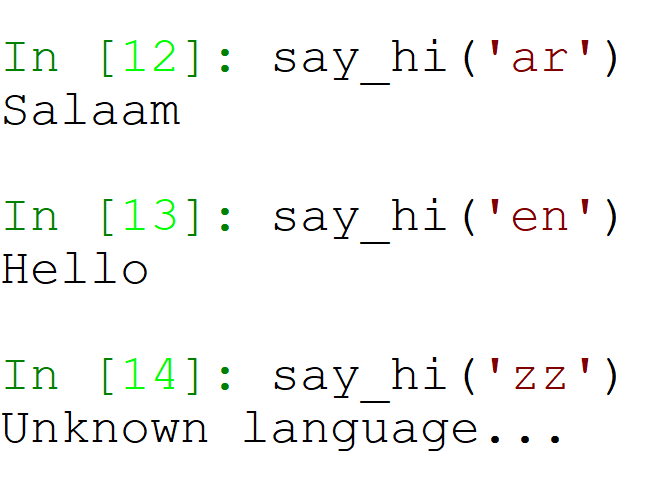 In [12]: say_hi('ar')
Salaam
In [13]: say_hi('en')
Hello
In [14]: say_hi('zz')
Unknown language...